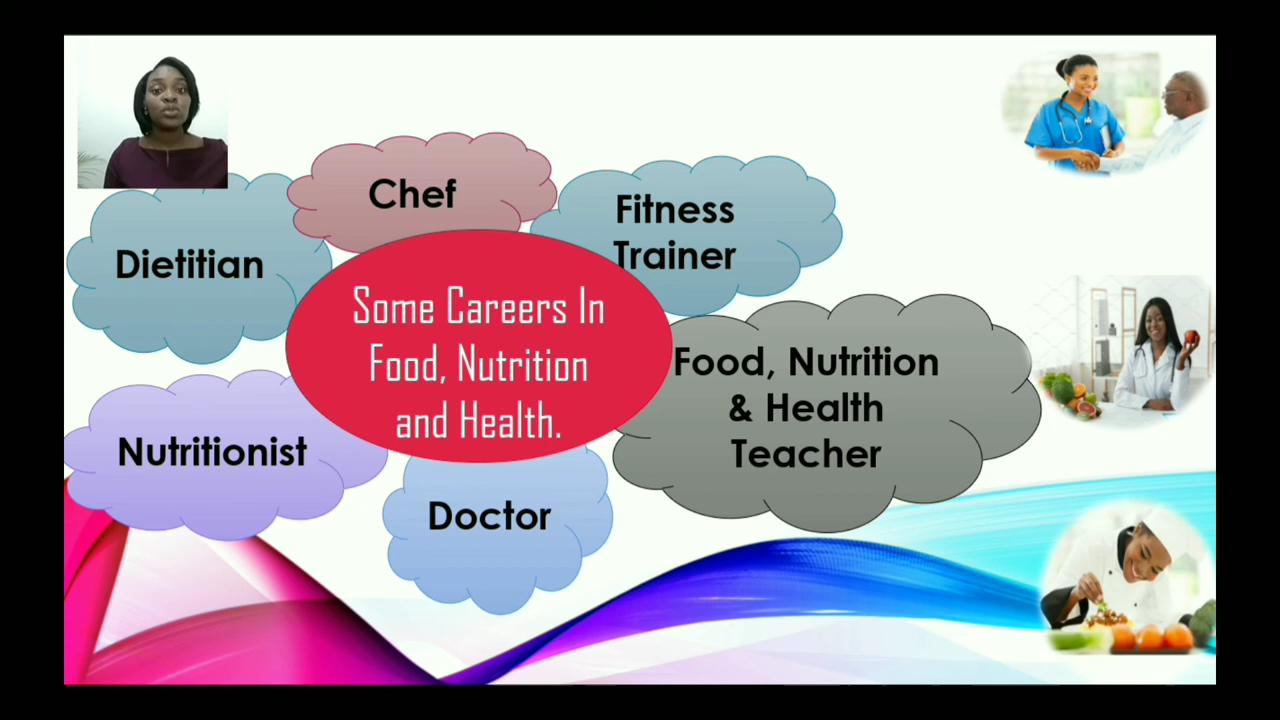 Chef
Fitness
Trainer
Dietitian
Some Careers In
Food, Nutrition
and Health.
Food, Nutrition
& Health
Teacher
Nutritionist
Doctor